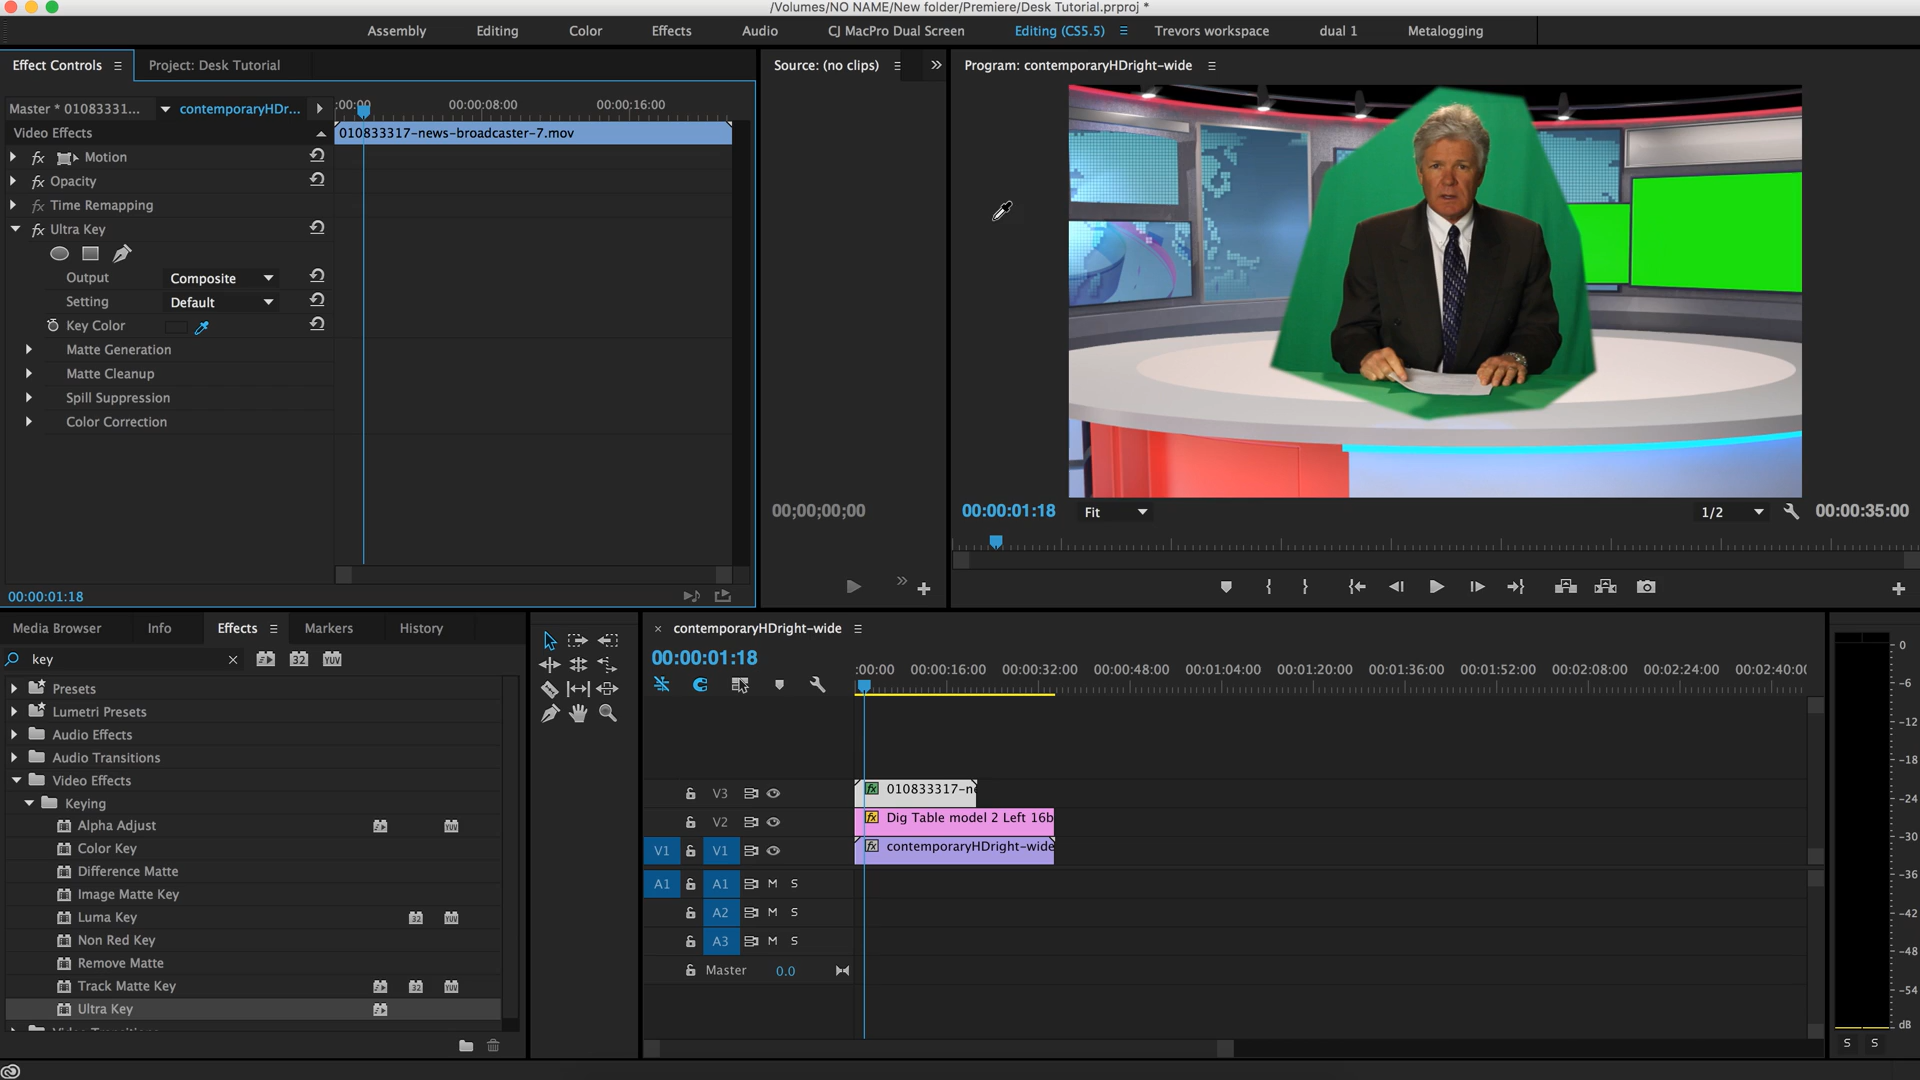 /Volumes/NO NAME/New folder/Premiere/Desk Tutorial.prproj *
Assembly Editing Color Effects Audio CJ MacPro Dual Screen Editing (CS5.5) Trevors workspace dual 1 Metalogging
Effect Controls Project: Desk Tutorial Source: (no clips) Program: contemporaryHDright-wide
Master * 01083331... contemporaryHDr... :00:00 00:00:08:00 00:00:16:00
Video Effects 010833317-news-broadcaster-7.mov
fx Motion
fx Opacity
fx Time Remapping
fx Ultra Key
Output Composite
Setting Default
Key Color
Matte Generation
Matte Cleanup
Spill Suppression
Color Correction
00;00;00;00 00:00:01:18 Fit 1/2 00:00:35:00
00:00:01:18
Media Browser Info Effects Markers History
key 32 YUV
Presets
Lumetri Presets
Audio Effects
Audio Transitions
Video Effects
Keying
Alpha Adjust
Color Key
Difference Matte
Image Matte Key
Luma Key
Non Red Key
Remove Matte
Track Matte Key
Ultra Key
contemporaryHDright-wide
00:00:01:18
:00:00 00:00:16:00 00:00:32:00 00:00:48:00 00:01:04:00 00:01:20:00 00:01:36:00 00:01:52:00 00:02:08:00 00:02:24:00 00:02:40:00
V3 fx 010833317-ne
V2 fx Dig Table model 2 Left 16b
V1 V1 fx contemporaryHDright-wide
A1 A1 M S
A2 M S
A3 M S
Master 0.0
0
-6
-12
-18
-24
-30
-36
-42
-48
-54
dB
S S